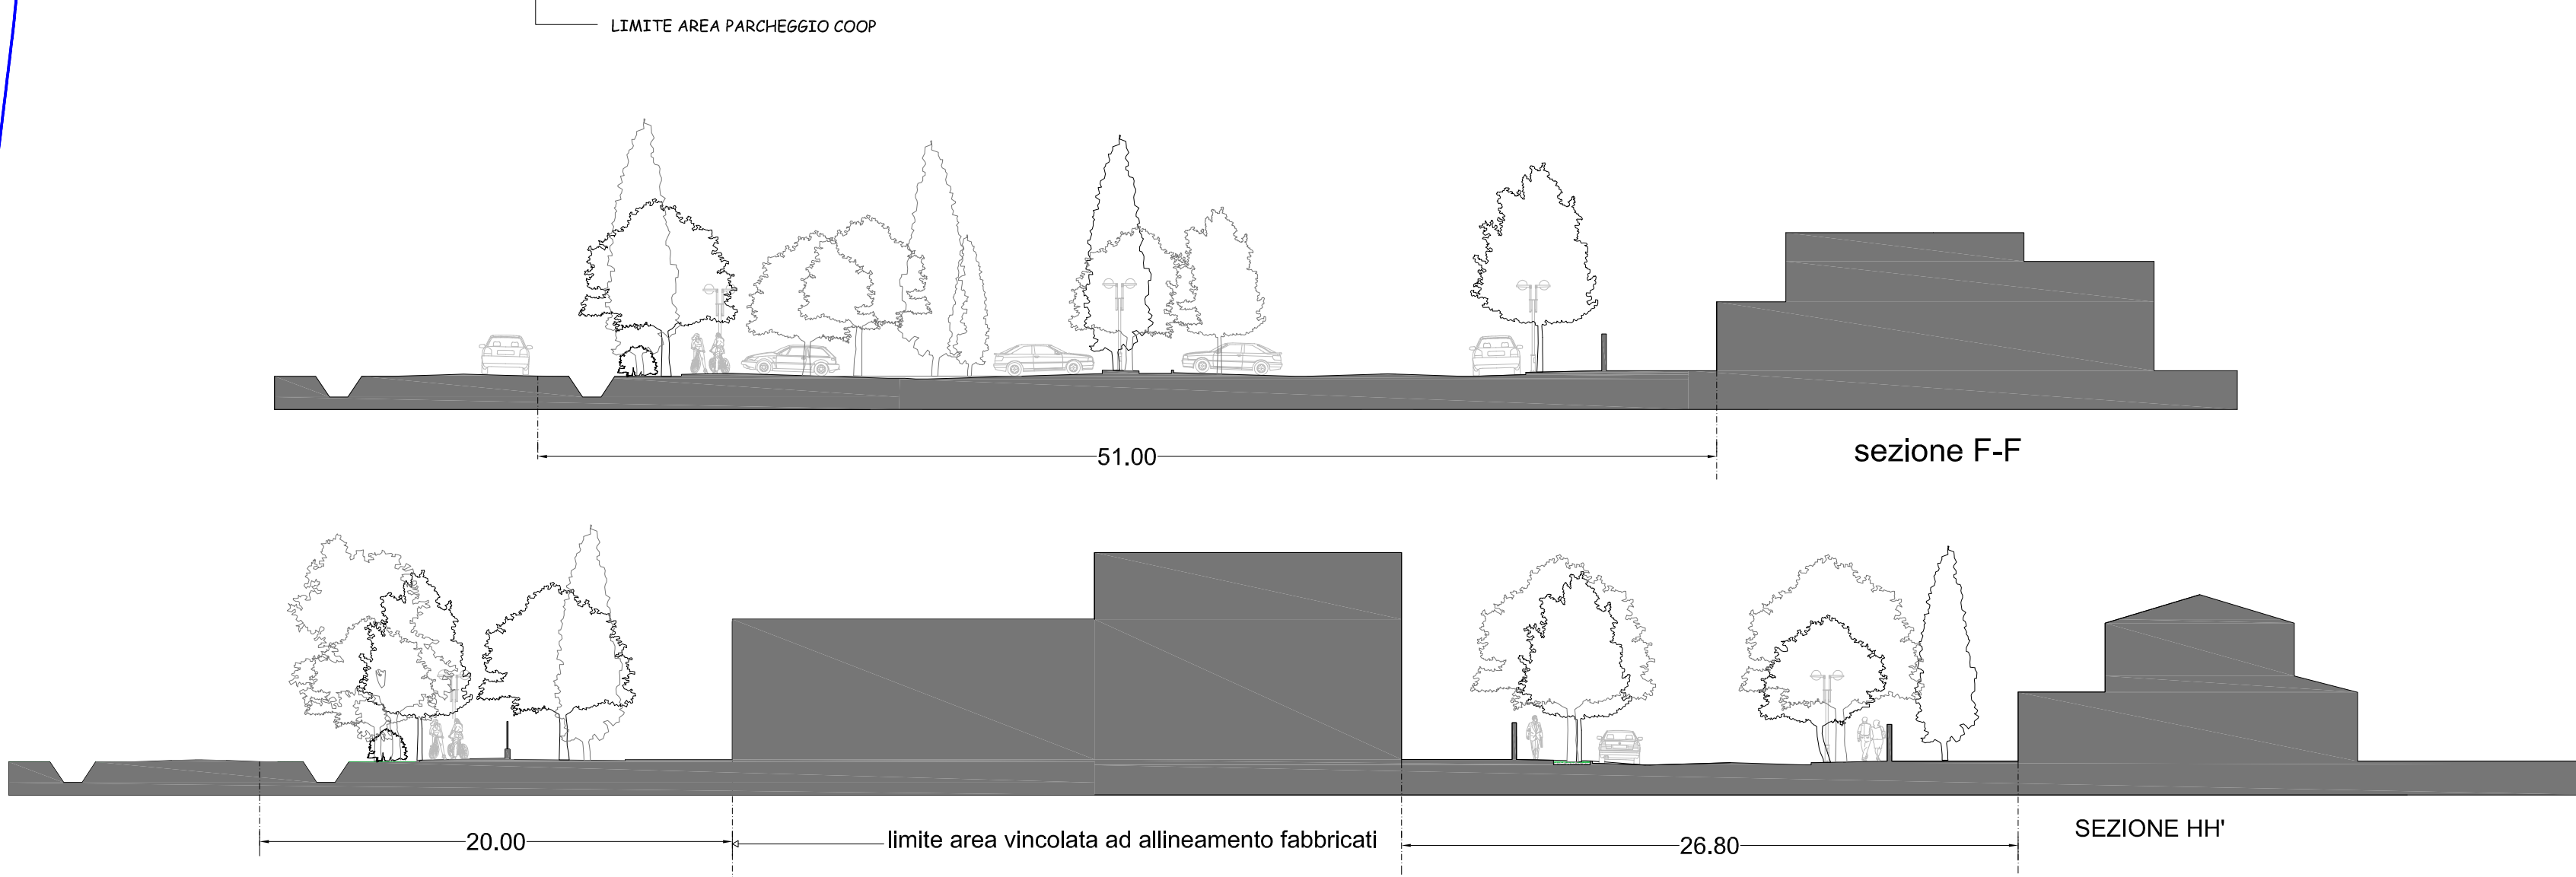 LIMITE AREA PARCHEGGIO COOP
51.00
sezione F-F
20.00
limite area vincolata ad allineamento fabbricati
26.80
SEZIONE HH'